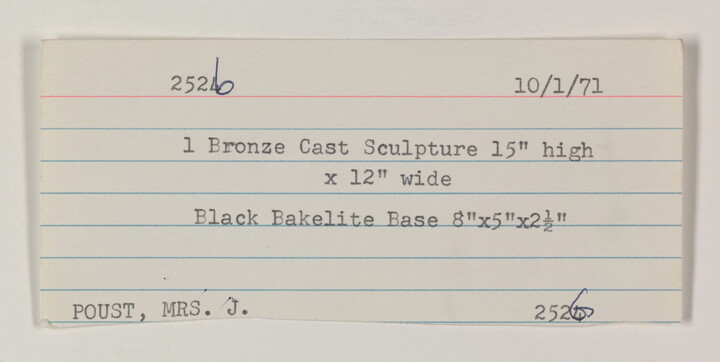 2526 10/1/71
1 Bronze Cast Sculpture 15" high
x 12" wide
Black Bakelite Base 8"x5"x2½"
POUST, MRS. J. 2526